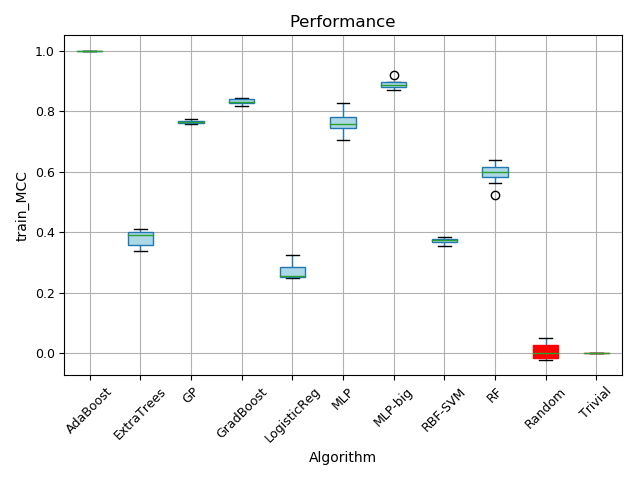 Performance
train_MCC
1.0
0.8
0.6
0.4
0.2
0.0
AdaBoost
ExtraTrees
GP
GradBoost
LogisticReg
MLP
MLP-big
RBF-SVM
RF
Random
Trivial
Algorithm